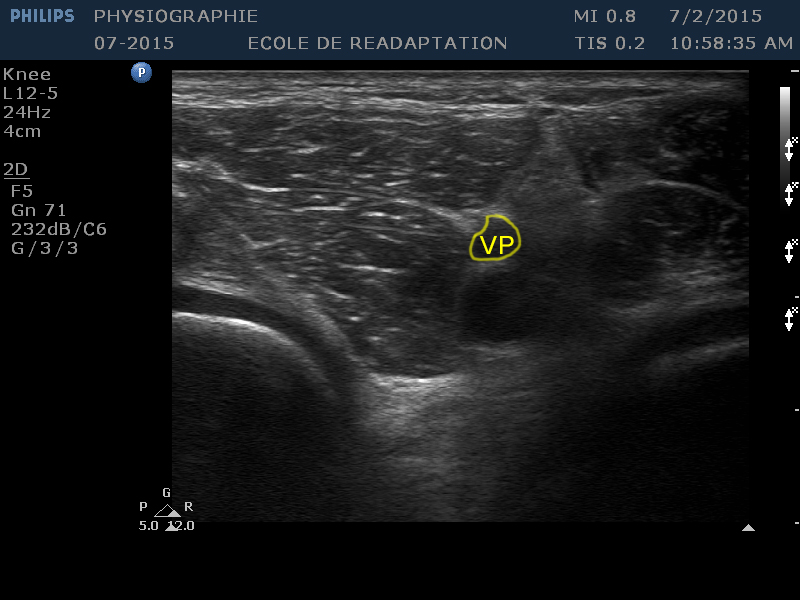 PHILIPS PHYSIOGRAPHIE MI 0.8 7/2/2015
07-2015 ECOLE DE READAPTATION TIS 0.2 10:58:35 AM
Knee
P
L12-5
24Hz
4cm
2D
F5
Gn 71
232dB/C6
G/3/3
VP
G
P R
5.0 12.0